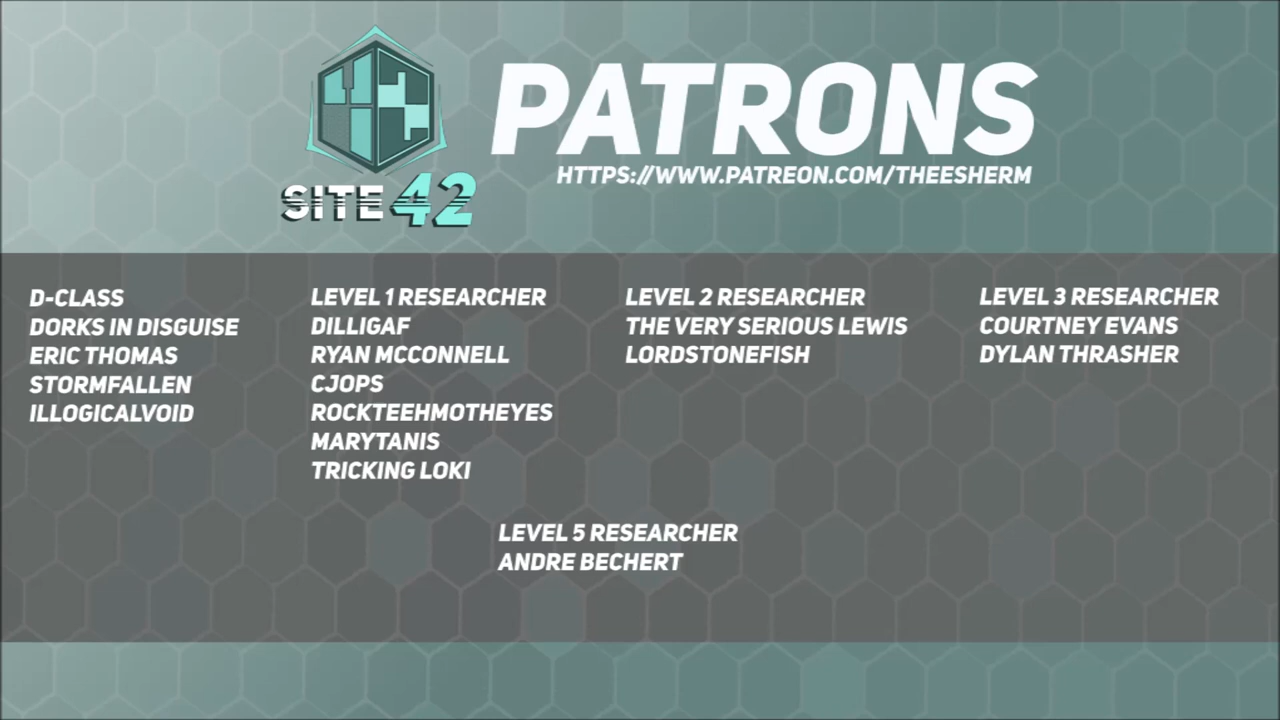 PATRONS
HTTPS://WWW.PATREON.COM/THEESHERM
SITE 42
D-CLASS
DORKS IN DISGUISE
ERIC THOMAS
STORMFALLEN
ILLOGICALVOID
LEVEL 1 RESEARCHER
DILLIGAF
RYAN MCCONNELL
CJOPS
ROCKTEEHMOTHEYES
MARYTANIS
TRICKING LOKI
LEVEL 2 RESEARCHER
THE VERY SERIOUS LEWIS
LORDSTONEFISH
LEVEL 3 RESEARCHER
COURTNEY EVANS
DYLAN THRASHER
LEVEL 5 RESEARCHER
ANDRE BECHERT